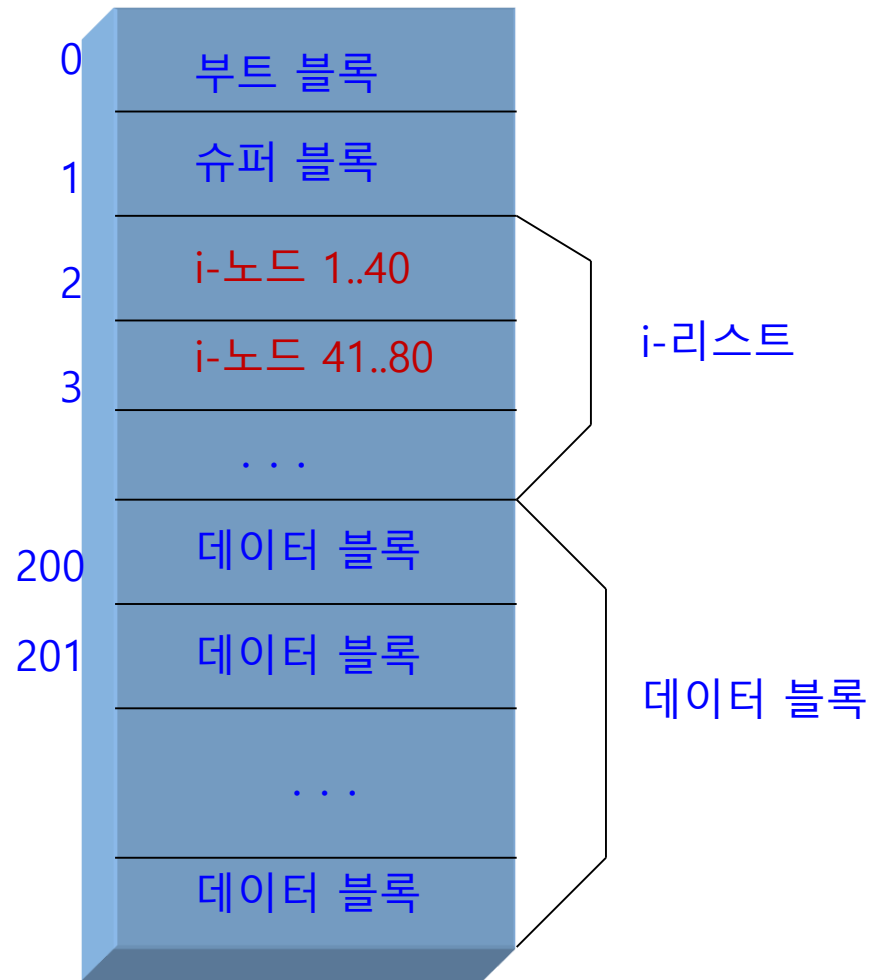 0
부트 블록
1
슈퍼 블록
2
i-노드 1..40
3
i-노드 41..80
i-리스트
. . .
200
데이터 블록
201
데이터 블록
데이터 블록
. . .
데이터 블록